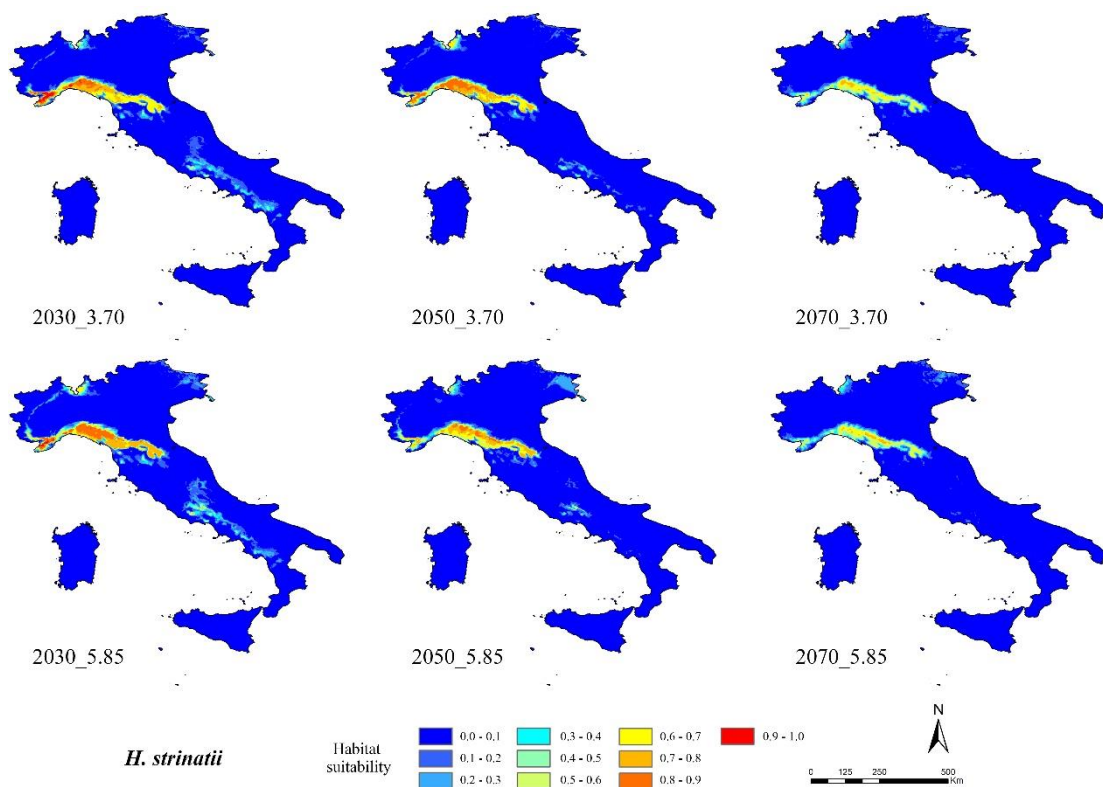 2030_3.70
2050_3.70
2070_3.70
2030_5.85
2050_5.85
2070_5.85
H. strinatii
Habitat
suitability
0.0 - 0.1
0.1 - 0.2
0.2 - 0.3
0.3 - 0.4
0.4 - 0.5
0.5 - 0.6
0.6 - 0.7
0.7 - 0.8
0.8 - 0.9
0.9 - 1.0
N
0 125 250 500
Km